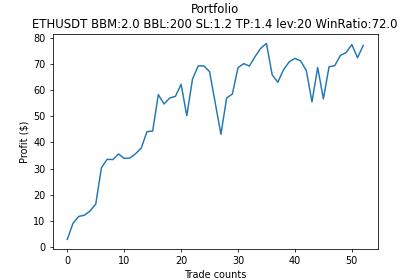 Portfolio
ETHUSDT BBM:2.0 BBL:200 SL:1.2 TP:1.4 lev:20 WinRatio:72.0
80
70
60
50
40
30
20
10
0
Profit ($)
0 10 20 30 40 50
Trade counts